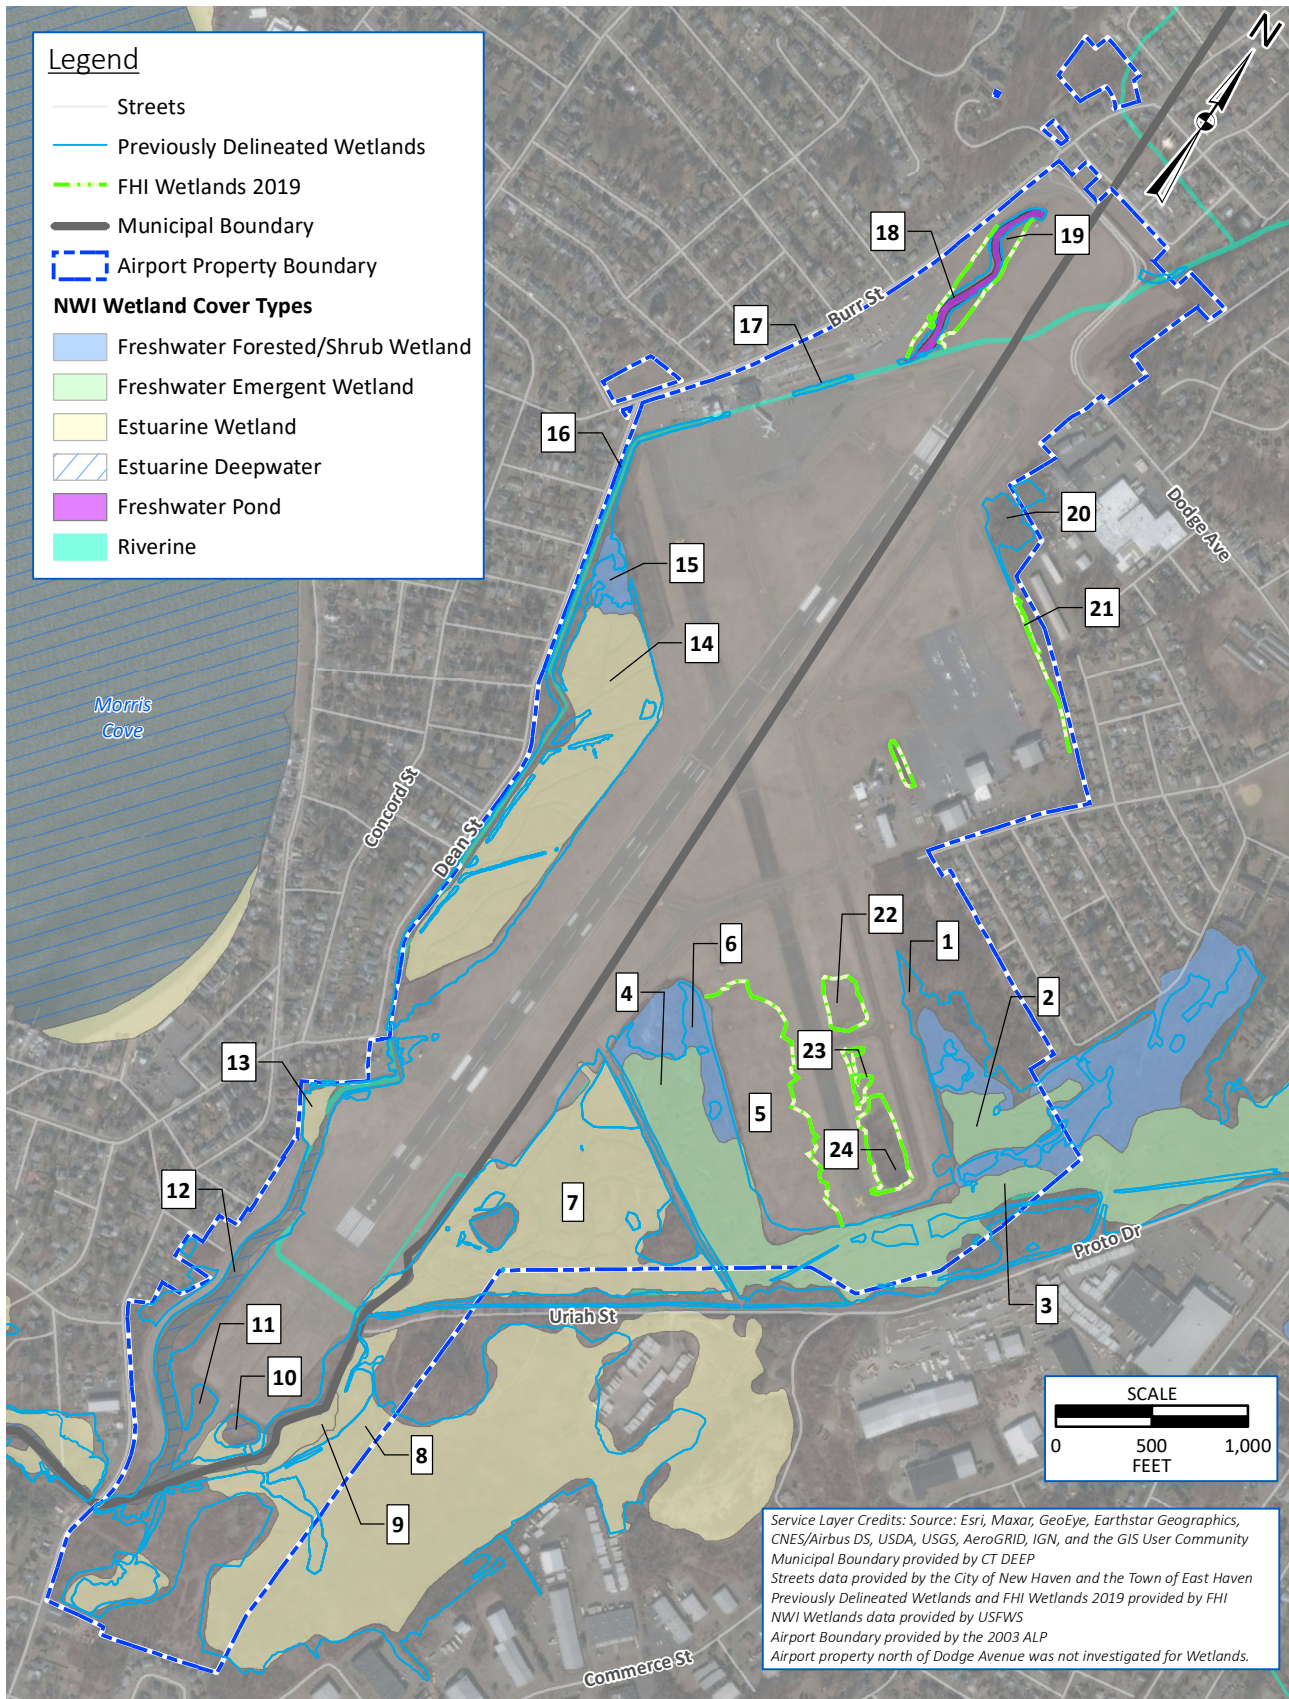 Legend
Streets
Previously Delineated Wetlands
FHI Wetlands 2019
Municipal Boundary
Airport Property Boundary
NWI Wetland Cover Types
Freshwater Forested/Shrub Wetland
Freshwater Emergent Wetland
Estuarine Wetland
Estuarine Deepwater
Freshwater Pond
Riverine
N
18
19
Burr St
17
16
20
Dodge Ave
15
21
14
Morris
Cove
Concord St
Dean St
22
6
1
4
2
23
13
5
24
12
7
Proto Dr
3
Uriah St
11
10
8
9
SCALE
0 500 1,000
FEET
Service Layer Credits: Source: Esri, Maxar, GeoEye, Earthstar Geographics,
CNES/Airbus DS, USDA, USGS, AeroGRID, IGN, and the GIS User Community
Municipal Boundary provided by CT DEEP
Streets data provided by the City of New Haven and the Town of East Haven
Previously Delineated Wetlands and FHI Wetlands 2019 provided by FHI
NWI Wetlands data provided by USFWS
Airport Boundary provided by the 2003 ALP
Airport property north of Dodge Avenue was not investigated for Wetlands.
Commerce St